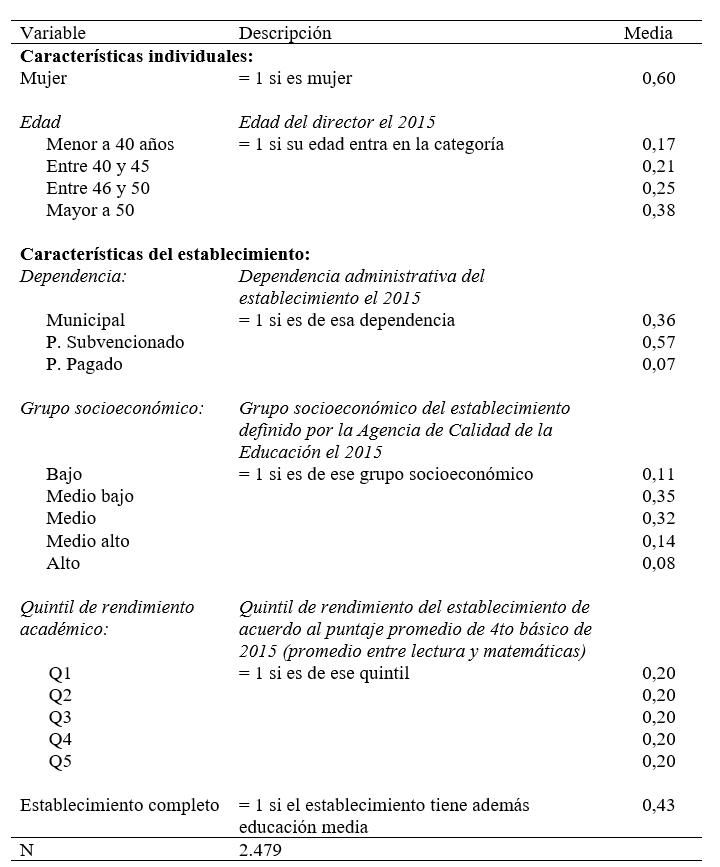 Variable Descripción Media
Características individuales:
Mujer = 1 si es mujer 0,60
Edad Edad del director el 2015
Menor a 40 años = 1 si su edad entra en la categoría 0,17
Entre 40 y 45 0,21
Entre 46 y 50 0,25
Mayor a 50 0,38
Características del establecimiento:
Dependencia: Dependencia administrativa del
establecimiento el 2015
Municipal = 1 si es de esa dependencia 0,36
P. Subvencionado 0,57
P. Pagado 0,07
Grupo socioeconómico: Grupo socioeconómico del establecimiento
definido por la Agencia de Calidad de la
Educación el 2015
Bajo = 1 si es de ese grupo socioeconómico 0,11
Medio bajo 0,35
Medio 0,32
Medio alto 0,14
Alto 0,08
Quintil de rendimiento Quintil de rendimiento del establecimiento de
académico: acuerdo al puntaje promedio de 4to básico de
2015 (promedio entre lectura y matemáticas)
Q1 = 1 si es de ese quintil 0,20
Q2 0,20
Q3 0,20
Q4 0,20
Q5 0,20
Establecimiento completo = 1 si el establecimiento tiene además 0,43
educación media
N 2.479